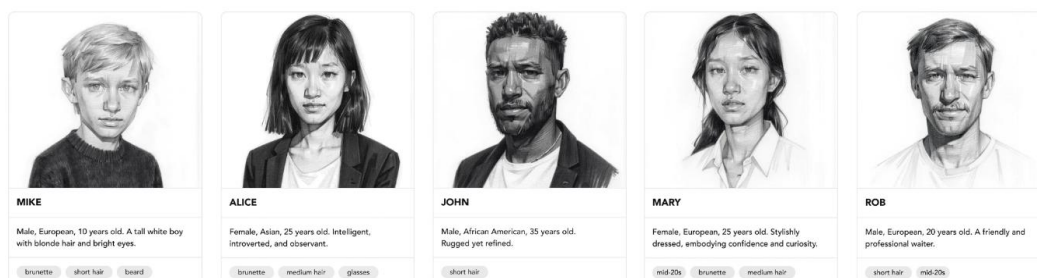 MIKE
Male, European, 10 years old. A tall white boy
with blonde hair and bright eyes.
brunette short hair beard
ALICE
Female, Asian, 25 years old. Intelligent,
introverted, and observant.
brunette medium hair glasses
JOHN
Male, African American, 35 years old.
Rugged yet refined.
short hair
MARY
Female, European, 25 years old. Stylishly
dressed, embodying confidence and curiosity.
mid-20s brunette medium hair
ROB
Male, European, 20 years old. A friendly and
professional waiter.
short hair mid-20s